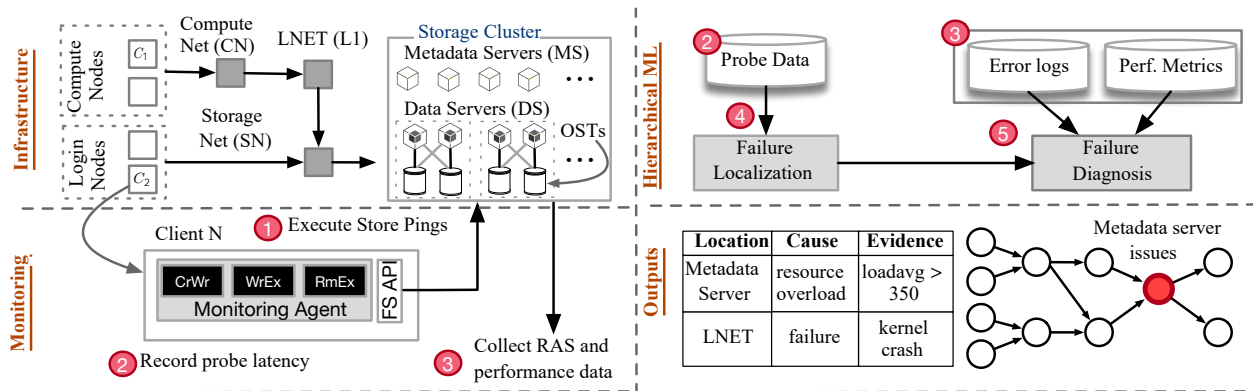 Infrastructure
Compute
Nodes
C1
Login
Nodes
C2
Compute
Net (CN)
LNET (L1)
Storage
Net (SN)
Storage Cluster
Metadata Servers (MS)
Data Servers (DS)
OSTs
Monitoring
Client N
1 Execute Store Pings
CrWr
WrEx
RmEx
Monitoring Agent
FS API
2 Record probe latency
3 Collect RAS and
performance data
Hierarchical ML
2
Probe Data
3
Error logs
Perf. Metrics
4
5
Failure
Localization
Failure
Diagnosis
Outputs
Location Cause Evidence
Metadata
Server
resource
overload
loadavg >
350
LNET
failure
kernel
crash
Metadata server
issues